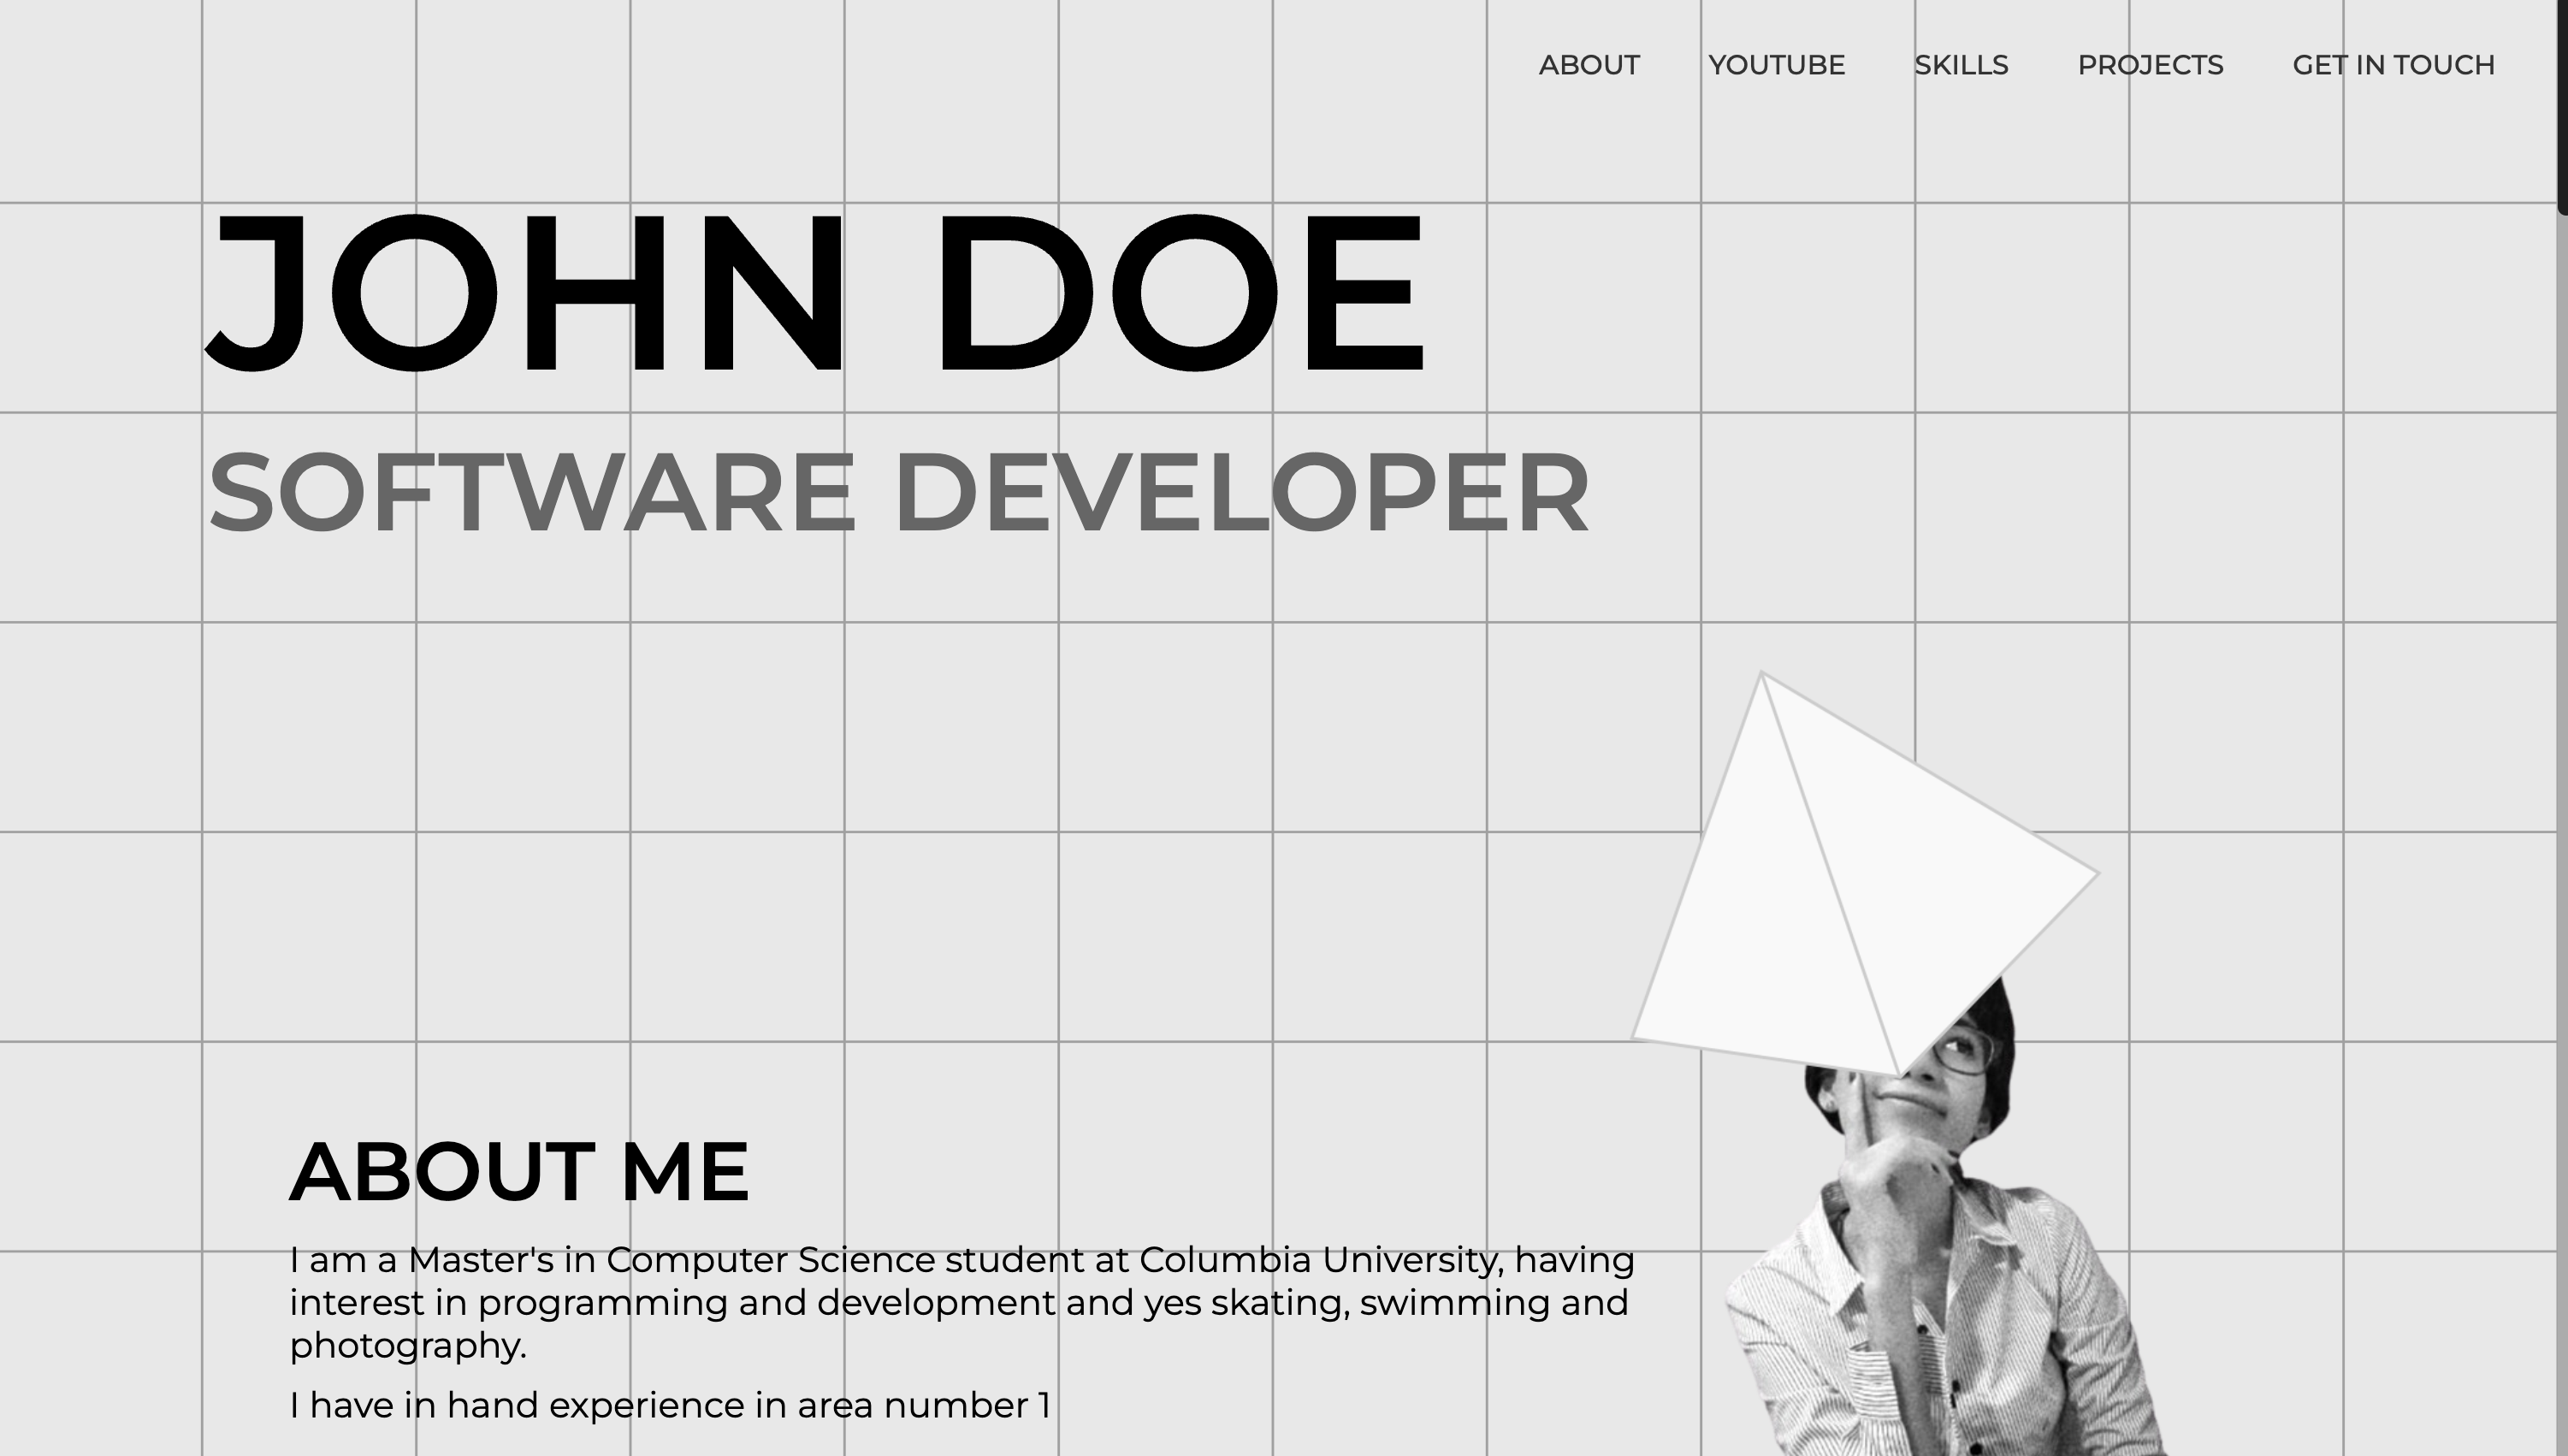 ABOUT YOUTUBE SKILLS PROJECTS GET IN TOUCH
JOHN DOE
SOFTWARE DEVELOPER
ABOUT ME
I am a Master's in Computer Science student at Columbia University, having
interest in programming and development and yes skating, swimming and
photography.
I have in hand experience in area number 1